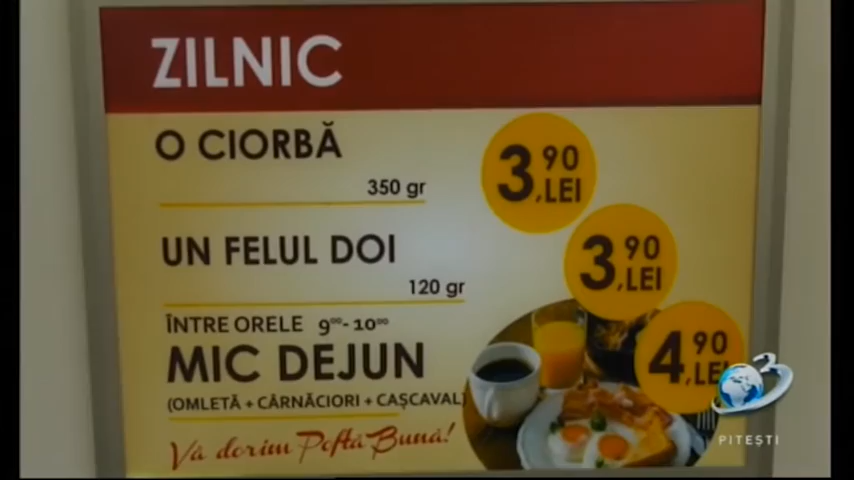 ZILNIC
O CIORBĂ
350 gr
3,90 LEI
UN FELUL DOI
120 gr
3,90 LEI
ÎNTRE ORELE 9⁰⁰-10⁰⁰
MIC DEJUN
4,90 LEI
(OMLETĂ + CÂRNĂCIORI + CAȘCAVAL)
Vă dorim Poftă Bună!
3
PITEȘTI